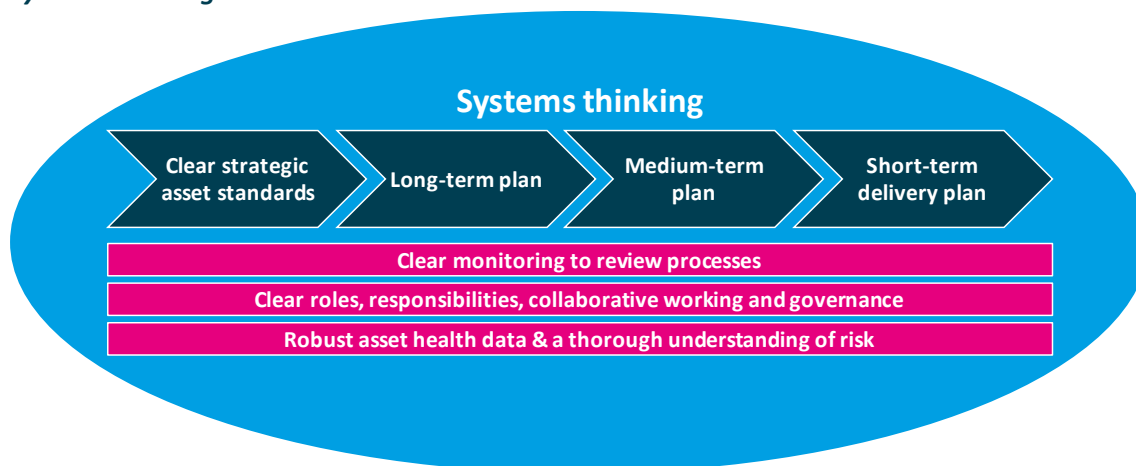 Systems thinking
Clear strategic
asset standards
Long-term plan
Medium-term
plan
Short-term
delivery plan
Clear monitoring to review processes
Clear roles, responsibilities, collaborative working and governance
Robust asset health data & a thorough understanding of risk